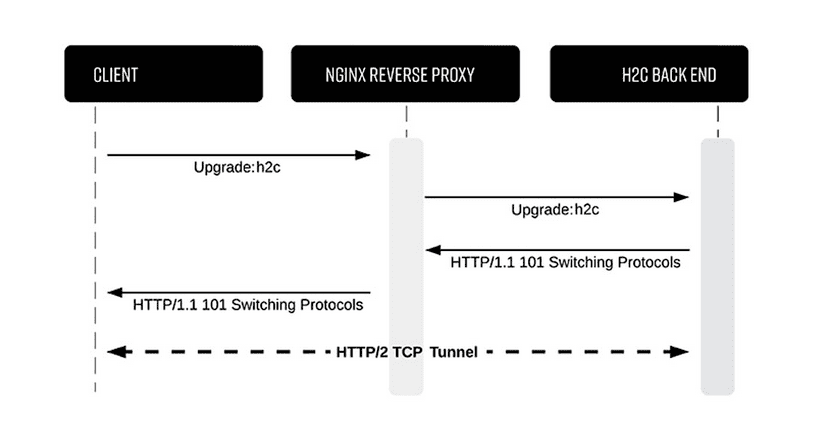 CLIENT
NGINX REVERSE PROXY
H2C BACK END
Upgrade:h2c
Upgrade:h2c
HTTP/1.1 101 Switching Protocols
HTTP/1.1 101 Switching Protocols
HTTP/2 TCP Tunnel